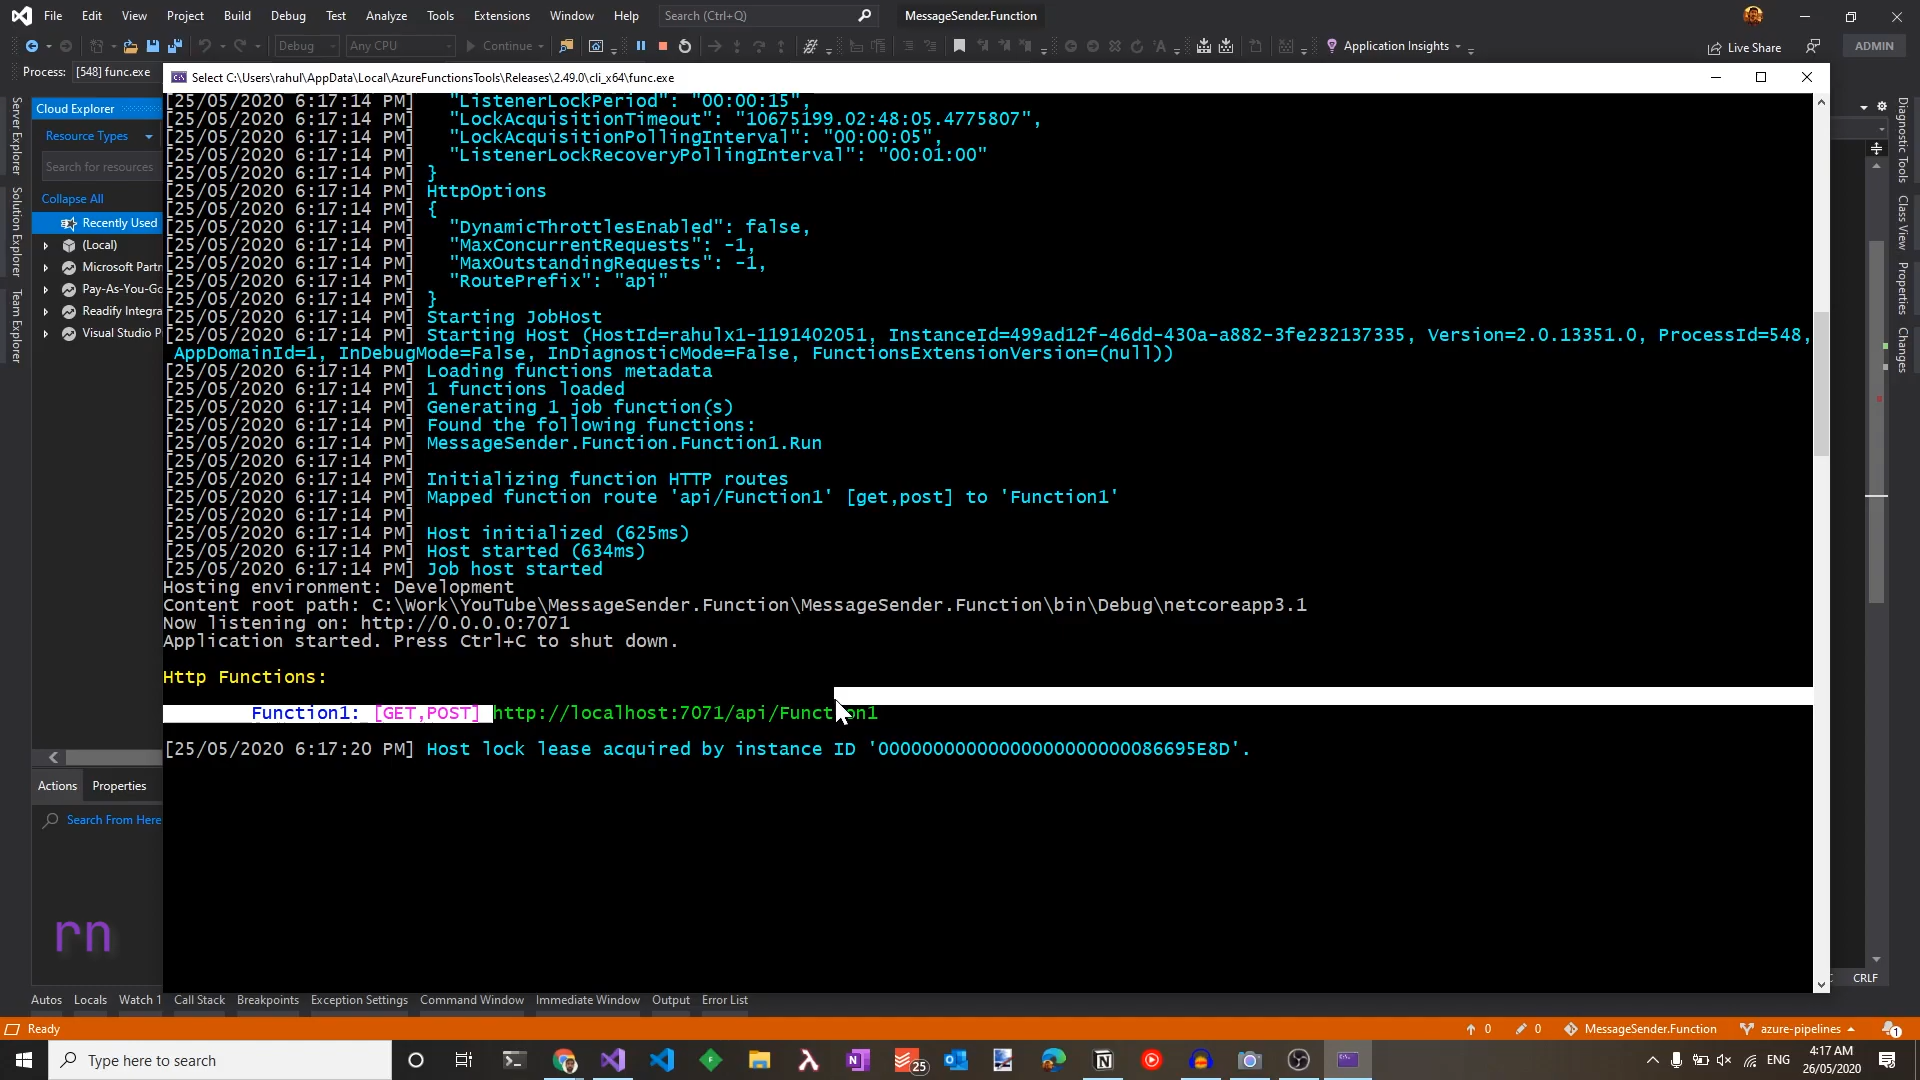 File Edit View Project Build Debug Test Analyze Tools Extensions Window Help Search (Ctrl+Q) MessageSender.Function
Debug Any CPU Continue Application Insights Live Share ADMIN
Process: [548] func.exe
Select C:\Users\rahul\AppData\Local\AzureFunctionsTools\Releases\2.49.0\cli_x64\func.exe
Server Explorer
Solution Explorer
Team Explorer
Cloud Explorer
Resource Types
Search for resources
Collapse All
Recently Used
(Local)
Microsoft Partn
Pay-As-You-Go
Readify Integra
Visual Studio P
Actions Properties
Search From Here
rn
[25/05/2020 6:17:14 PM]   "ListenerLockPeriod": "00:00:15",
[25/05/2020 6:17:14 PM]   "LockAcquisitionTimeout": "10675199.02:48:05.4775807",
[25/05/2020 6:17:14 PM]   "LockAcquisitionPollingInterval": "00:00:05",
[25/05/2020 6:17:14 PM]   "ListenerLockRecoveryPollingInterval": "00:01:00"
[25/05/2020 6:17:14 PM] }
[25/05/2020 6:17:14 PM] HttpOptions
[25/05/2020 6:17:14 PM] {
[25/05/2020 6:17:14 PM]   "DynamicThrottlesEnabled": false,
[25/05/2020 6:17:14 PM]   "MaxConcurrentRequests": -1,
[25/05/2020 6:17:14 PM]   "MaxOutstandingRequests": -1,
[25/05/2020 6:17:14 PM]   "RoutePrefix": "api"
[25/05/2020 6:17:14 PM] }
[25/05/2020 6:17:14 PM] Starting JobHost
[25/05/2020 6:17:14 PM] Starting Host (HostId=rahulx1-1191402051, InstanceId=499ad12f-46dd-430a-a882-3fe232137335, Version=2.0.13351.0, ProcessId=548,
AppDomainId=1, InDebugMode=False, InDiagnosticMode=False, FunctionsExtensionVersion=(null))
[25/05/2020 6:17:14 PM] Loading functions metadata
[25/05/2020 6:17:14 PM] 1 functions loaded
[25/05/2020 6:17:14 PM] Generating 1 job function(s)
[25/05/2020 6:17:14 PM] Found the following functions:
[25/05/2020 6:17:14 PM] MessageSender.Function.Function1.Run
[25/05/2020 6:17:14 PM]
[25/05/2020 6:17:14 PM] Initializing function HTTP routes
[25/05/2020 6:17:14 PM] Mapped function route 'api/Function1' [get,post] to 'Function1'
[25/05/2020 6:17:14 PM]
[25/05/2020 6:17:14 PM] Host initialized (625ms)
[25/05/2020 6:17:14 PM] Host started (634ms)
[25/05/2020 6:17:14 PM] Job host started
Hosting environment: Development
Content root path: C:\Work\YouTube\MessageSender.Function\MessageSender.Function\bin\Debug\netcoreapp3.1
Now listening on: http://0.0.0.0:7071
Application started. Press Ctrl+C to shut down.
Http Functions:
Function1: [GET,POST] http://localhost:7071/api/Function1
[25/05/2020 6:17:20 PM] Host lock lease acquired by instance ID '00000000000000000000000086695E8D'.
Diagnostic Tools
Class View
Properties
Changes
CRLF
Autos Locals Watch 1 Call Stack Breakpoints Exception Settings Command Window Immediate Window Output Error List
Ready 0 0 MessageSender.Function azure-pipelines 1
Type here to search 25 ENG 4:17 AM
26/05/2020